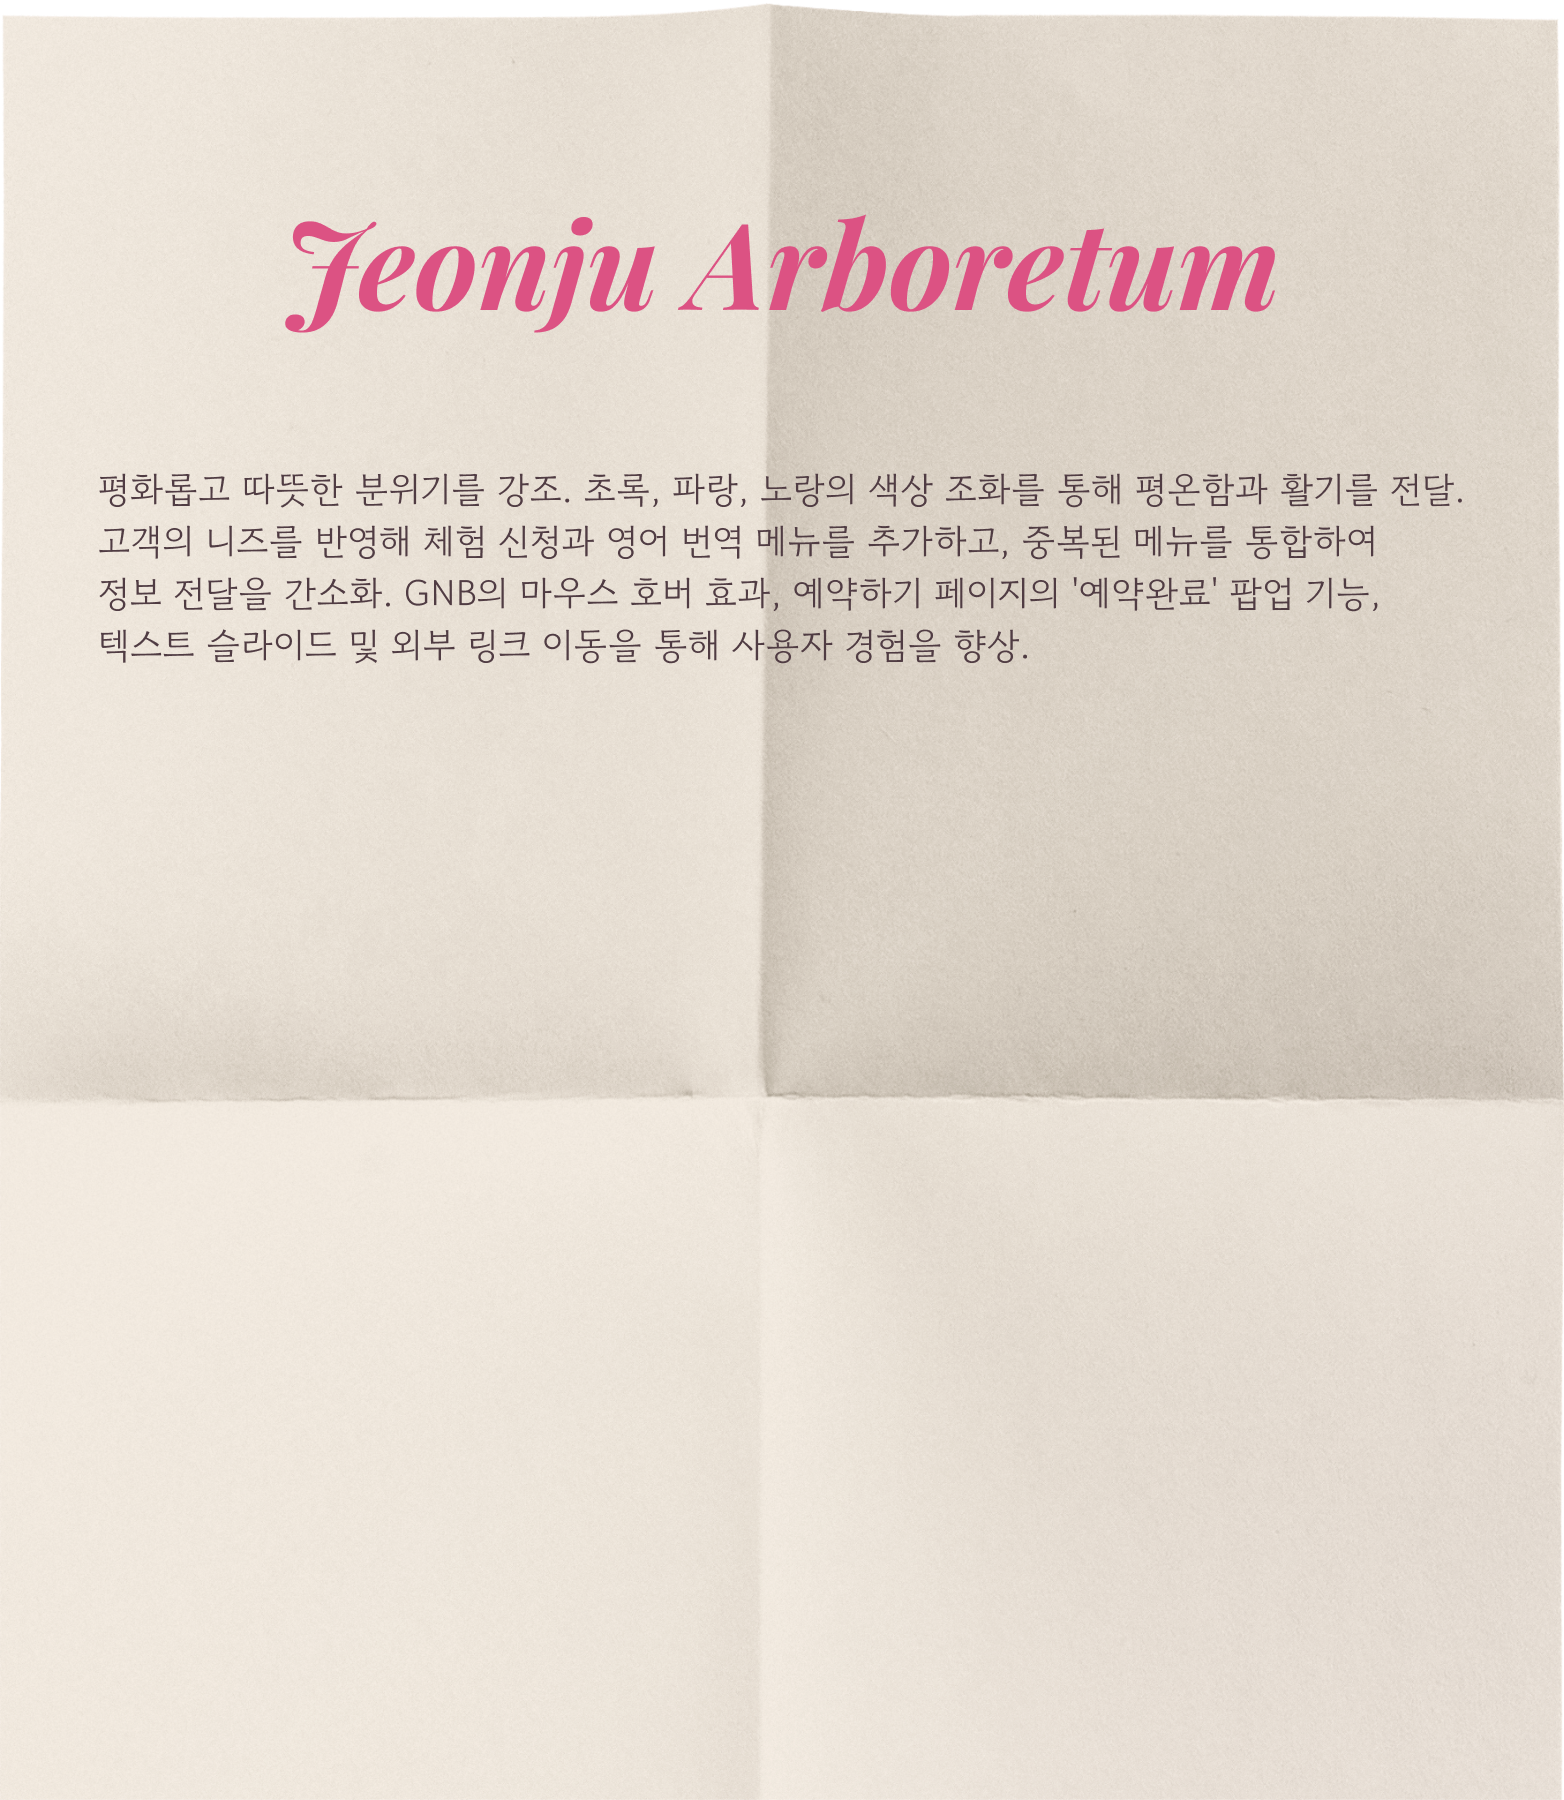 Jeonju Arboretum
평화롭고 따뜻한 분위기를 강조. 초록, 파랑, 노랑의 색상 조화를 통해 평온함과 활기를 전달.
고객의 니즈를 반영해 체험 신청과 영어 번역 메뉴를 추가하고, 중복된 메뉴를 통합하여
정보 전달을 간소화. GNB의 마우스 호버 효과, 예약하기 페이지의 '예약완료' 팝업 기능,
텍스트 슬라이드 및 외부 링크 이동을 통해 사용자 경험을 향상.